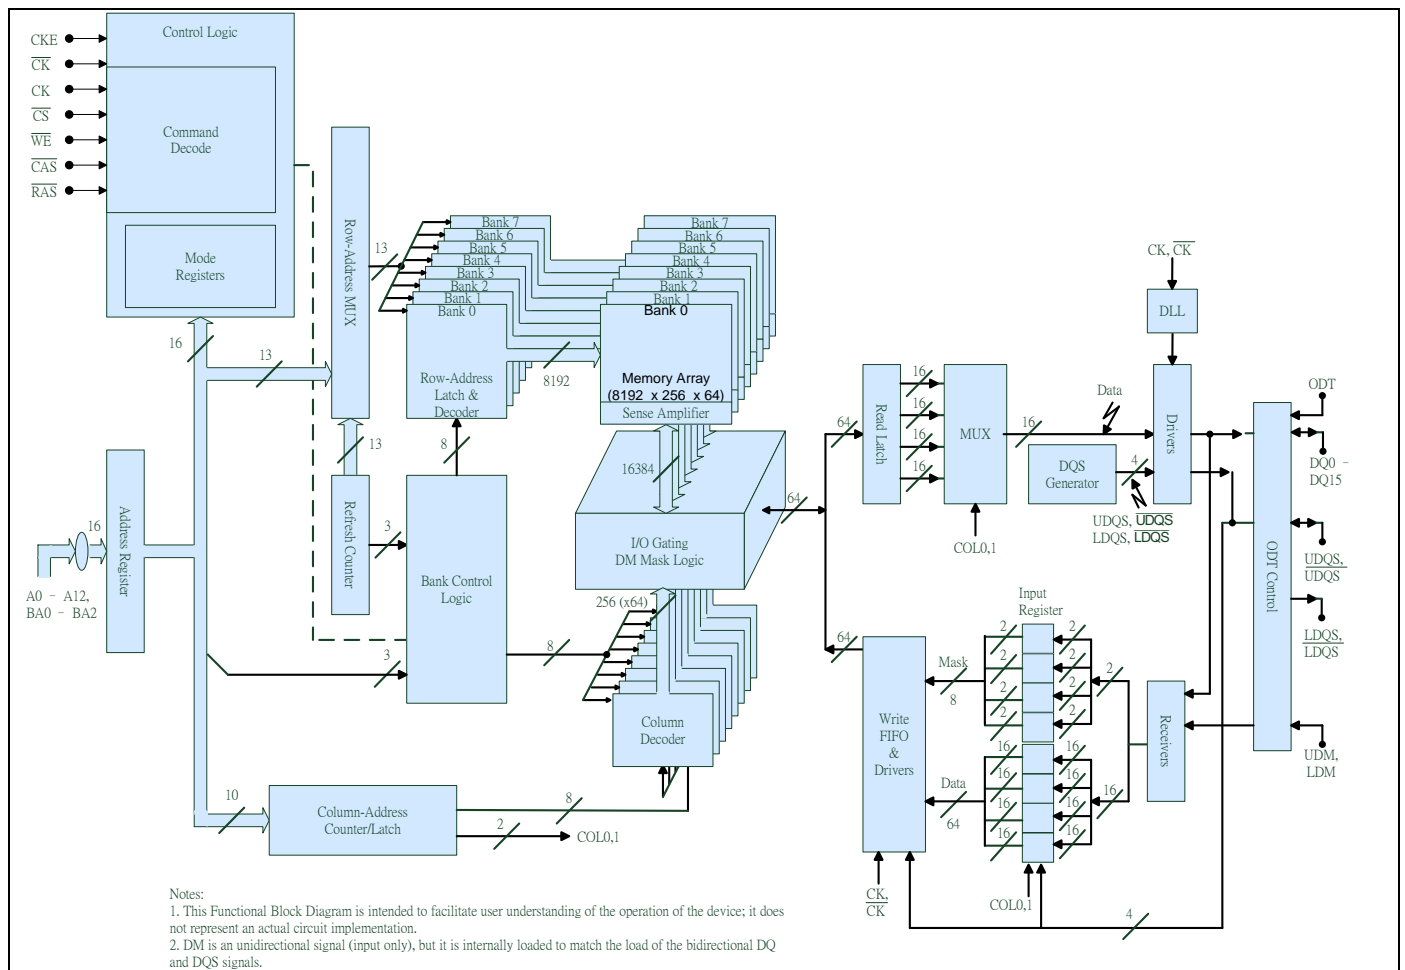 Control Logic
CKE
CK
CK
CS
WE
CAS
RAS
Command
Decode
Mode
Registers
16
13
Row-Address MUX
13
Bank 7
Bank 6
Bank 5
Bank 4
Bank 3
Bank 2
Bank 1
Bank 0
Row-Address
Latch &
Decoder
8192
Bank 7
Bank 6
Bank 5
Bank 4
Bank 3
Bank 2
Bank 1
Bank 0
Memory Array
(8192 x 256 x 64)
Sense Amplifier
16384
13
8
Refresh Counter
3
Bank Control
Logic
3
8
16
Address Register
A0 - A12,
BA0 - BA2
I/O Gating
DM Mask Logic
256 (x64)
Column
Decoder
10
Column-Address
Counter/Latch
8
2
COL0,1
64
64
Read Latch
16
16
16
16
MUX
COL0,1
16
Data
DQS
Generator
4
UDQS, UDQS
LDQS, LDQS
CK, CK
DLL
Drivers
ODT
DQ0 -
DQ15
ODT Control
UDQS,
UDQS
LDQS,
LDQS
UDM,
LDM
64
Write
FIFO
&
Drivers
CK,
CK
Mask
8
Data
64
Input
Register
2
2
2
2
2
2
2
2
2
16
16
16
16
16
16
16
16
16
Receivers
COL0,1
4
Notes:
1. This Functional Block Diagram is intended to facilitate user understanding of the operation of the device; it does
not represent an actual circuit implementation.
2. DM is an unidirectional signal (input only), but it is internally loaded to match the load of the bidirectional DQ
and DQS signals.